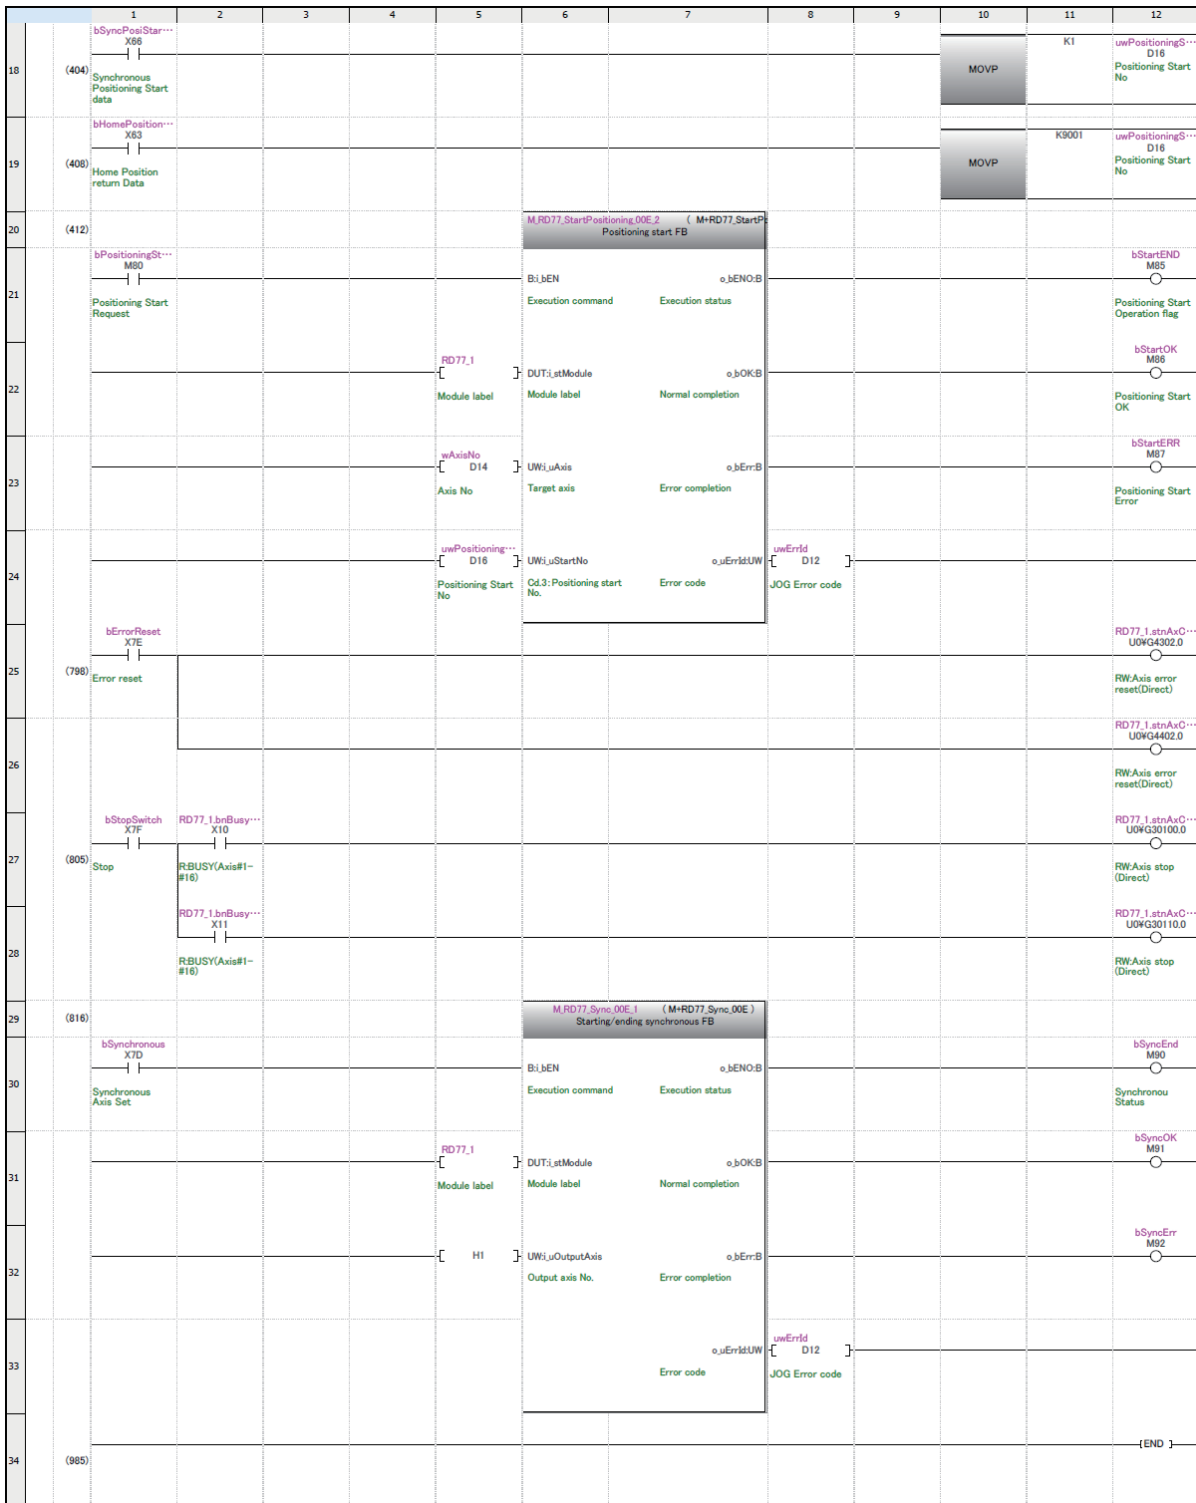 1 2 3 4 5 6 7 8 9 10 11 12
bSyncPosiStar…
X66
K1
uwPositioningS…
D16
18
(404)
Synchronous
Positioning Start
data
MOVP
Positioning Start
No
bHomePosition…
X63
K9001
uwPositioningS…
D16
19
(408)
Home Position
return Data
MOVP
Positioning Start
No
20
(412)
M_RD77_StartPositioning_00E_2 ( M+RD77_StartPo
Positioning start FB
bPositioningSt…
M80
bStartEND
M85
21
B:i_bEN
o_bENO:B
Positioning Start
Request
Execution command
Execution status
Positioning Start
Operation flag
RD77_1
bStartOK
M86
22
DUT:i_stModule
o_bOK:B
Module label
Module label
Normal completion
Positioning Start
OK
wAxisNo
D14
bStartERR
M87
23
UW:i_uAxis
o_bErr:B
Axis No
Target axis
Error completion
Positioning Start
Error
uwPositioning…
D16
uwErrId
D12
24
UW:i_uStartNo
o_uErrId:UW
Positioning Start
No
Cd.3: Positioning start
No.
Error code
JOG Error code
bErrorReset
X7E
RD77_1.stnAxC…
U0¥G4302.0
25
(798)
Error reset
RW:Axis error
reset(Direct)
RD77_1.stnAxC…
U0¥G4402.0
26
RW:Axis error
reset(Direct)
bStopSwitch
X7F
RD77_1.bnBusy…
X10
RD77_1.stnAxC…
U0¥G30100.0
27
(805)
Stop
R:BUSY(Axis#1-
#16)
RW:Axis stop
(Direct)
RD77_1.bnBusy…
X11
RD77_1.stnAxC…
U0¥G30110.0
28
R:BUSY(Axis#1-
#16)
RW:Axis stop
(Direct)
29
(816)
M_RD77_Sync_00E_1 ( M+RD77_Sync_00E )
Starting/ending synchronous FB
bSynchronous
X7D
bSyncEnd
M90
30
B:i_bEN
o_bENO:B
Synchronous
Axis Set
Execution command
Execution status
Synchronou
Status
RD77_1
bSyncOK
M91
31
DUT:i_stModule
o_bOK:B
Module label
Module label
Normal completion
bSyncErr
M92
32
H1
UW:i_uOutputAxis
o_bErr:B
Output axis No.
Error completion
uwErrId
D12
33
o_uErrId:UW
Error code
JOG Error code
34
(985)
END